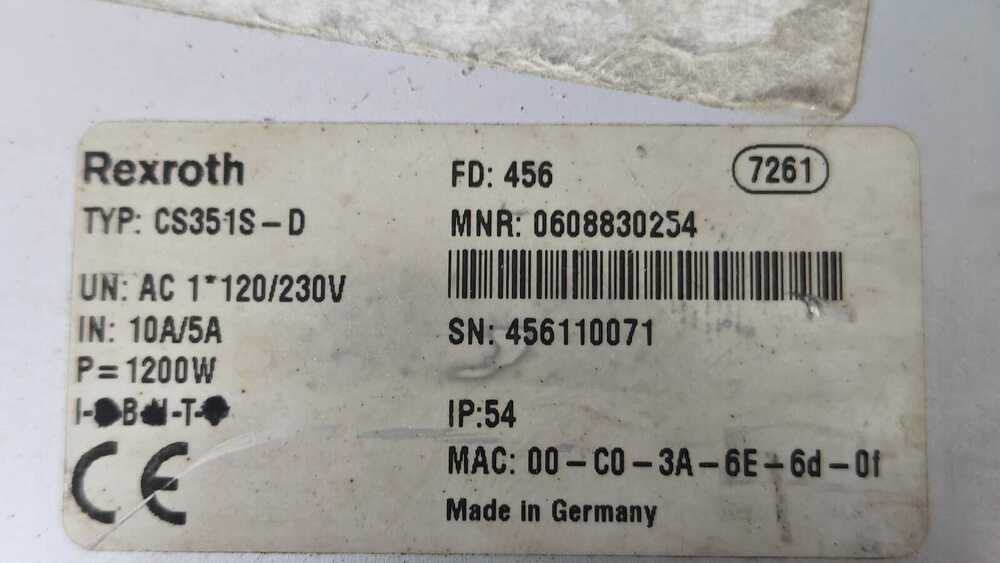 Rexroth
TYP: CS351S-D
UN: AC 1*120/230V
IN: 10A/5A
P=1200W
FD: 456
7261
MNR: 0608830254
SN: 456110071
IP:54
MAC: 00-C0-3A-6E-6d-0f
Made in Germany
CE